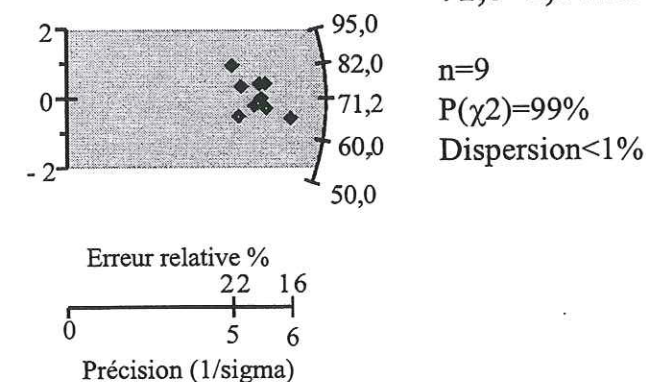 2
0
- 2
95,0
82,0
71,2
60,0
50,0
n=9
P(χ2)=99%
Dispersion<1%
Erreur relative %
22 16
0 5 6
Précision (1/sigma)